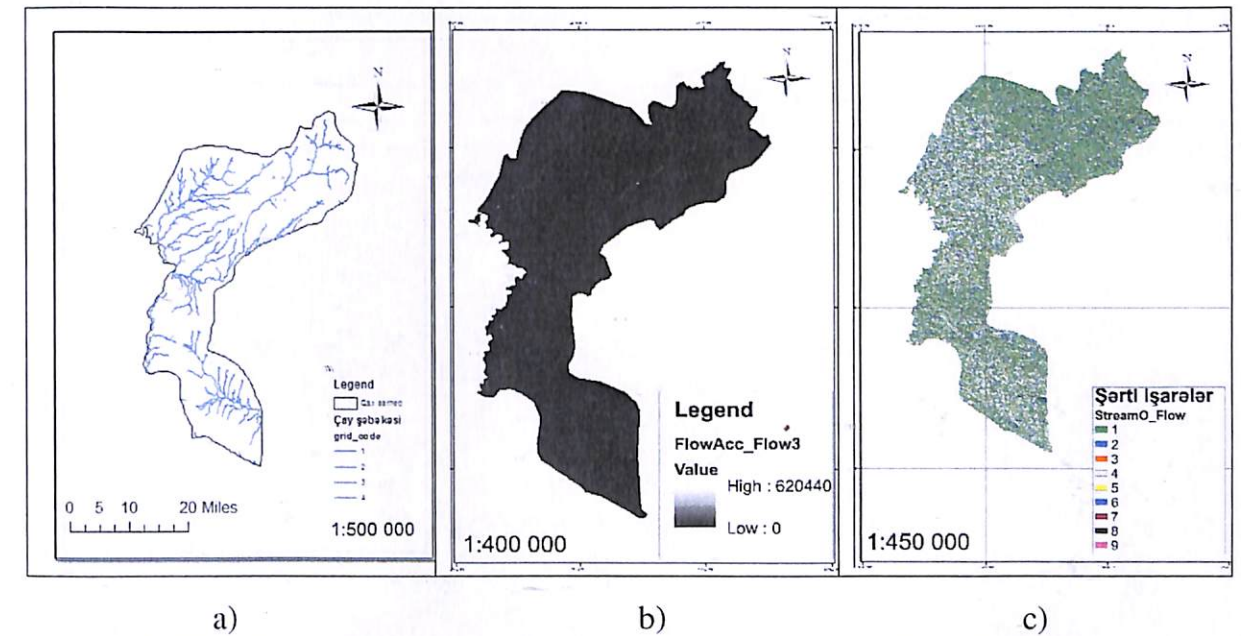 N
Legend
Çay şəbəkəsi
grid_code
1
2
3
4
0 5 10 20 Miles
1:500 000
a)
N
Legend
FlowAcc_Flow3
Value
High : 620440
Low : 0
1:400 000
b)
N
Şərti İşarələr
StreamO_Flow
1
2
3
4
5
6
7
8
9
1:450 000
c)